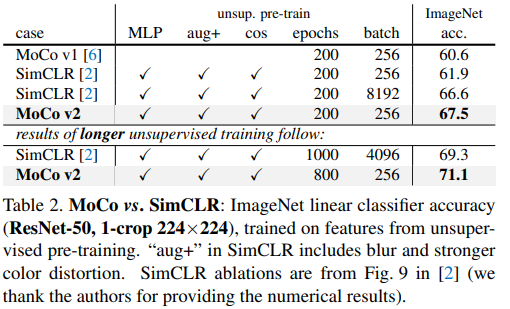 unsup. pre-train ImageNet
case MLP aug+ cos epochs batch acc.
MoCo v1 [6] 200 256 60.6
SimCLR [2] ✓ ✓ ✓ 200 256 61.9
SimCLR [2] ✓ ✓ ✓ 200 8192 66.6
MoCo v2 ✓ ✓ ✓ 200 256 67.5
results of longer unsupervised training follow:
SimCLR [2] ✓ ✓ ✓ 1000 4096 69.3
MoCo v2 ✓ ✓ ✓ 800 256 71.1
Table 2. MoCo vs. SimCLR: ImageNet linear classifier accuracy
(ResNet-50, 1-crop 224×224), trained on features from unsuper-
vised pre-training. “aug+” in SimCLR includes blur and stronger
color distortion. SimCLR ablations are from Fig. 9 in [2] (we
thank the authors for providing the numerical results).